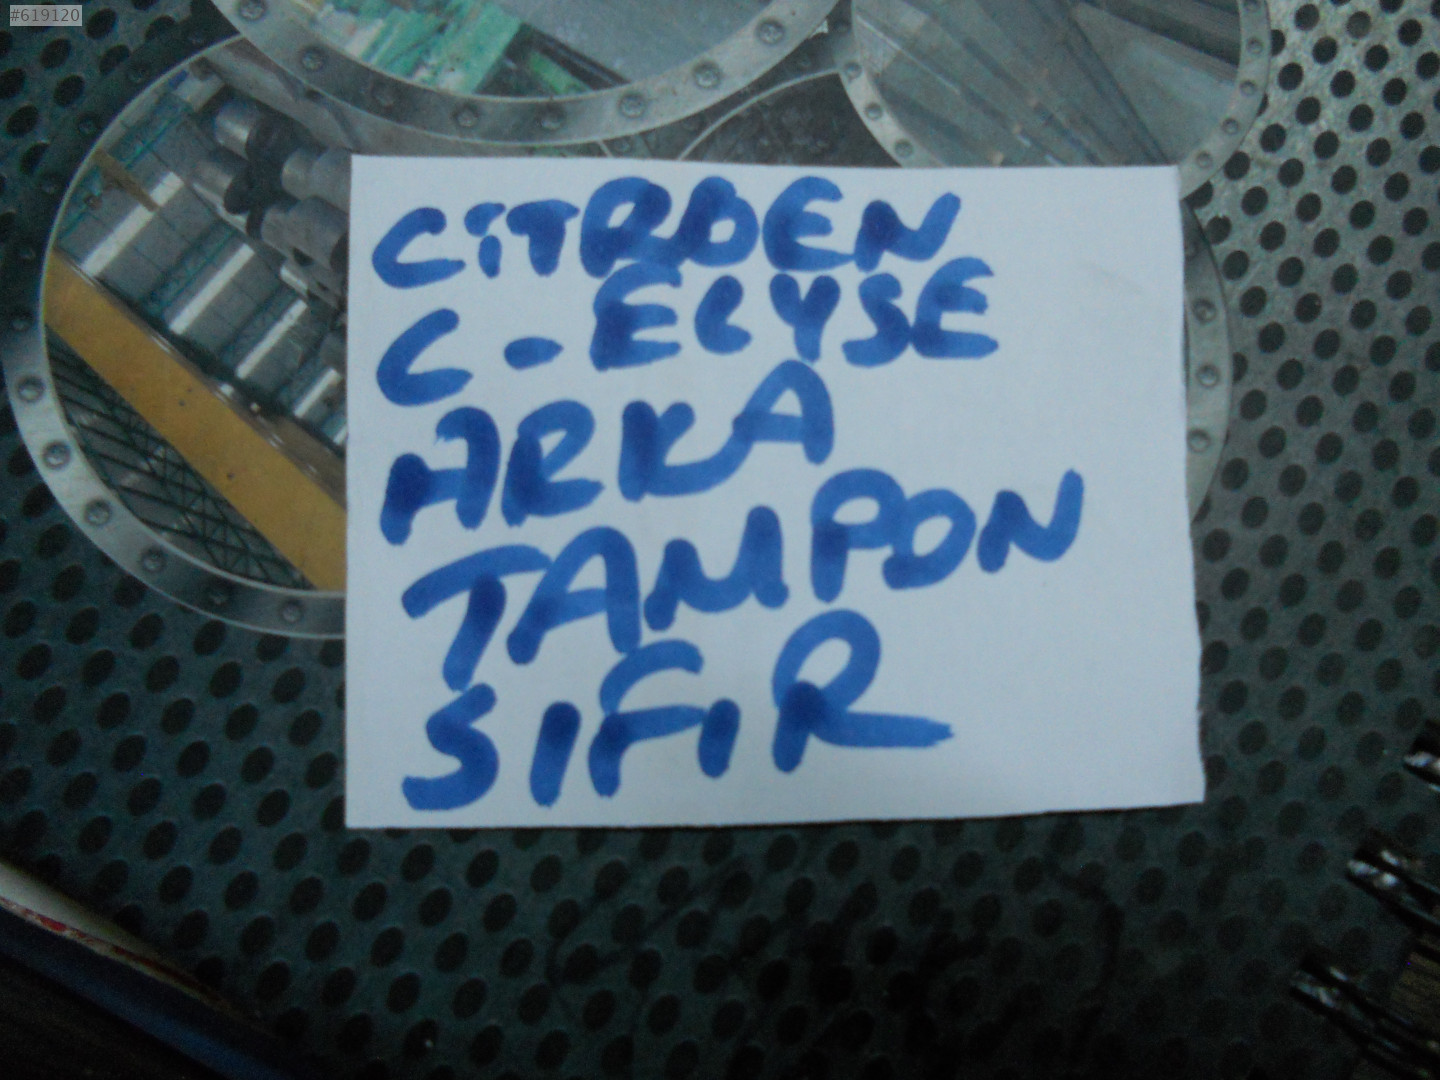 #619120
CiTROEN
C-ELYSE
ARKA
TAMPON
SIFIR